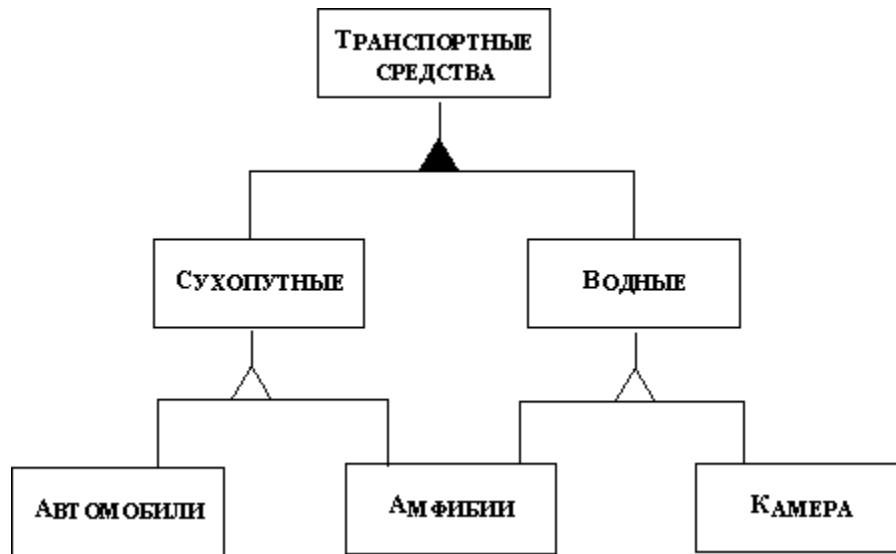 Транспортные
средства
Сухопутные
Водные
Автомобили
Амфибии
Камера